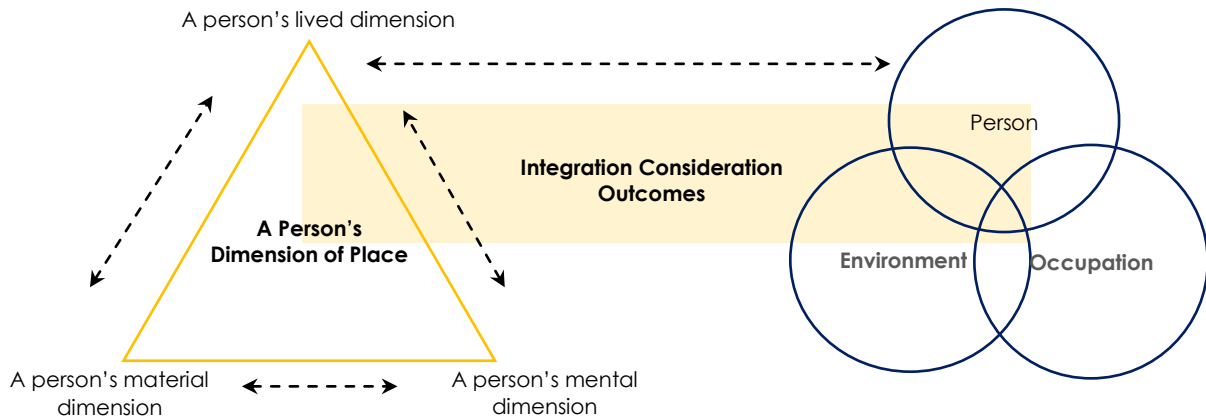 A person’s lived dimension
Person
Integration Consideration
Outcomes
A Person’s
Dimension of Place
Environment
Occupation
A person’s material
dimension
A person’s mental
dimension